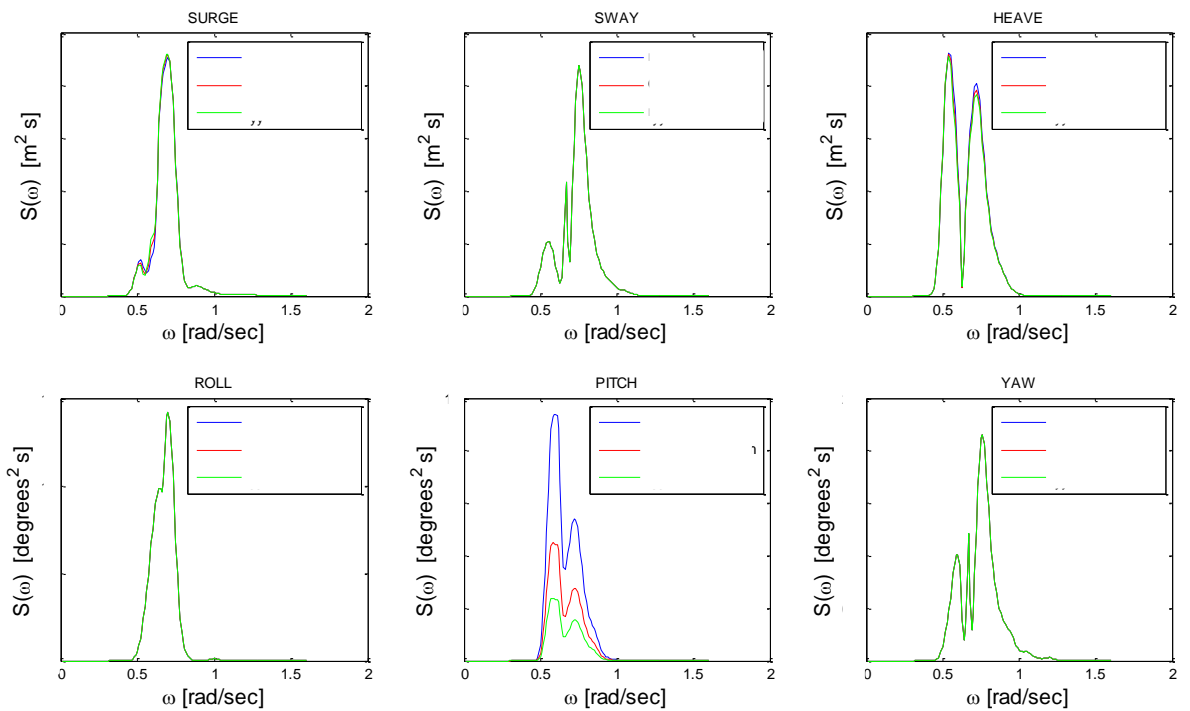 SURGE
S(ω) [m² s]
0 0.5 1 1.5 2
ω [rad/sec]
SWAY
S(ω) [m² s]
0 0.5 1 1.5 2
ω [rad/sec]
HEAVE
S(ω) [m² s]
0 0.5 1 1.5 2
ω [rad/sec]
ROLL
S(ω) [degrees² s]
0 0.5 1 1.5 2
ω [rad/sec]
PITCH
S(ω) [degrees² s]
0 0.5 1 1.5 2
ω [rad/sec]
YAW
S(ω) [degrees² s]
0 0.5 1 1.5 2
ω [rad/sec]